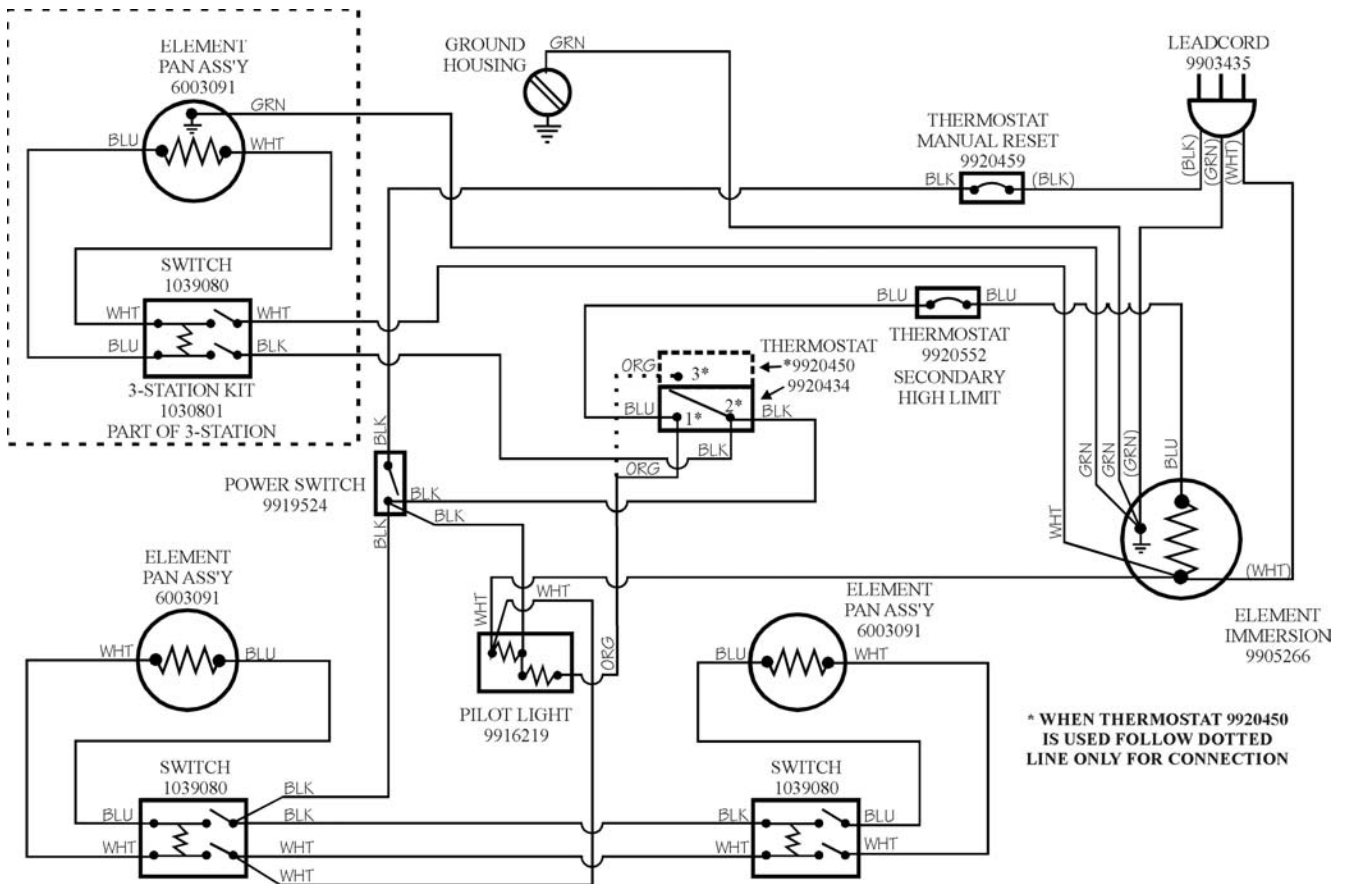 ELEMENT
PAN ASS'Y
6003091
GRN
BLU
WHT
SWITCH
1039080
WHT
WHT
BLU
BLK
3-STATION KIT
1030801
PART OF 3-STATION
GROUND
HOUSING
GRN
LEADCORD
9903435
THERMOSTAT
MANUAL RESET
9920459
BLK
(BLK)
(BLK)
(GRN)
(WHT)
BLU
BLU
THERMOSTAT
9920552
SECONDARY
HIGH LIMIT
THERMOSTAT
*9920450
9920434
ORG
3*
BLU
1*
2*
BLK
BLK
ORG
BLK
POWER SWITCH
9919524
BLK
BLK
BLK
GRN
GRN
(GRN)
BLU
WHT
(WHT)
ELEMENT
IMMERSION
9905266
ELEMENT
PAN ASS'Y
6003091
WHT
BLU
WHT
WHT
ORG
PILOT LIGHT
9916219
ELEMENT
PAN ASS'Y
6003091
BLU
WHT
* WHEN THERMOSTAT 9920450
IS USED FOLLOW DOTTED
LINE ONLY FOR CONNECTION
SWITCH
1039080
BLU
WHT
BLK
BLK
WHT
WHT
SWITCH
1039080
BLK
WHT
BLU
WHT